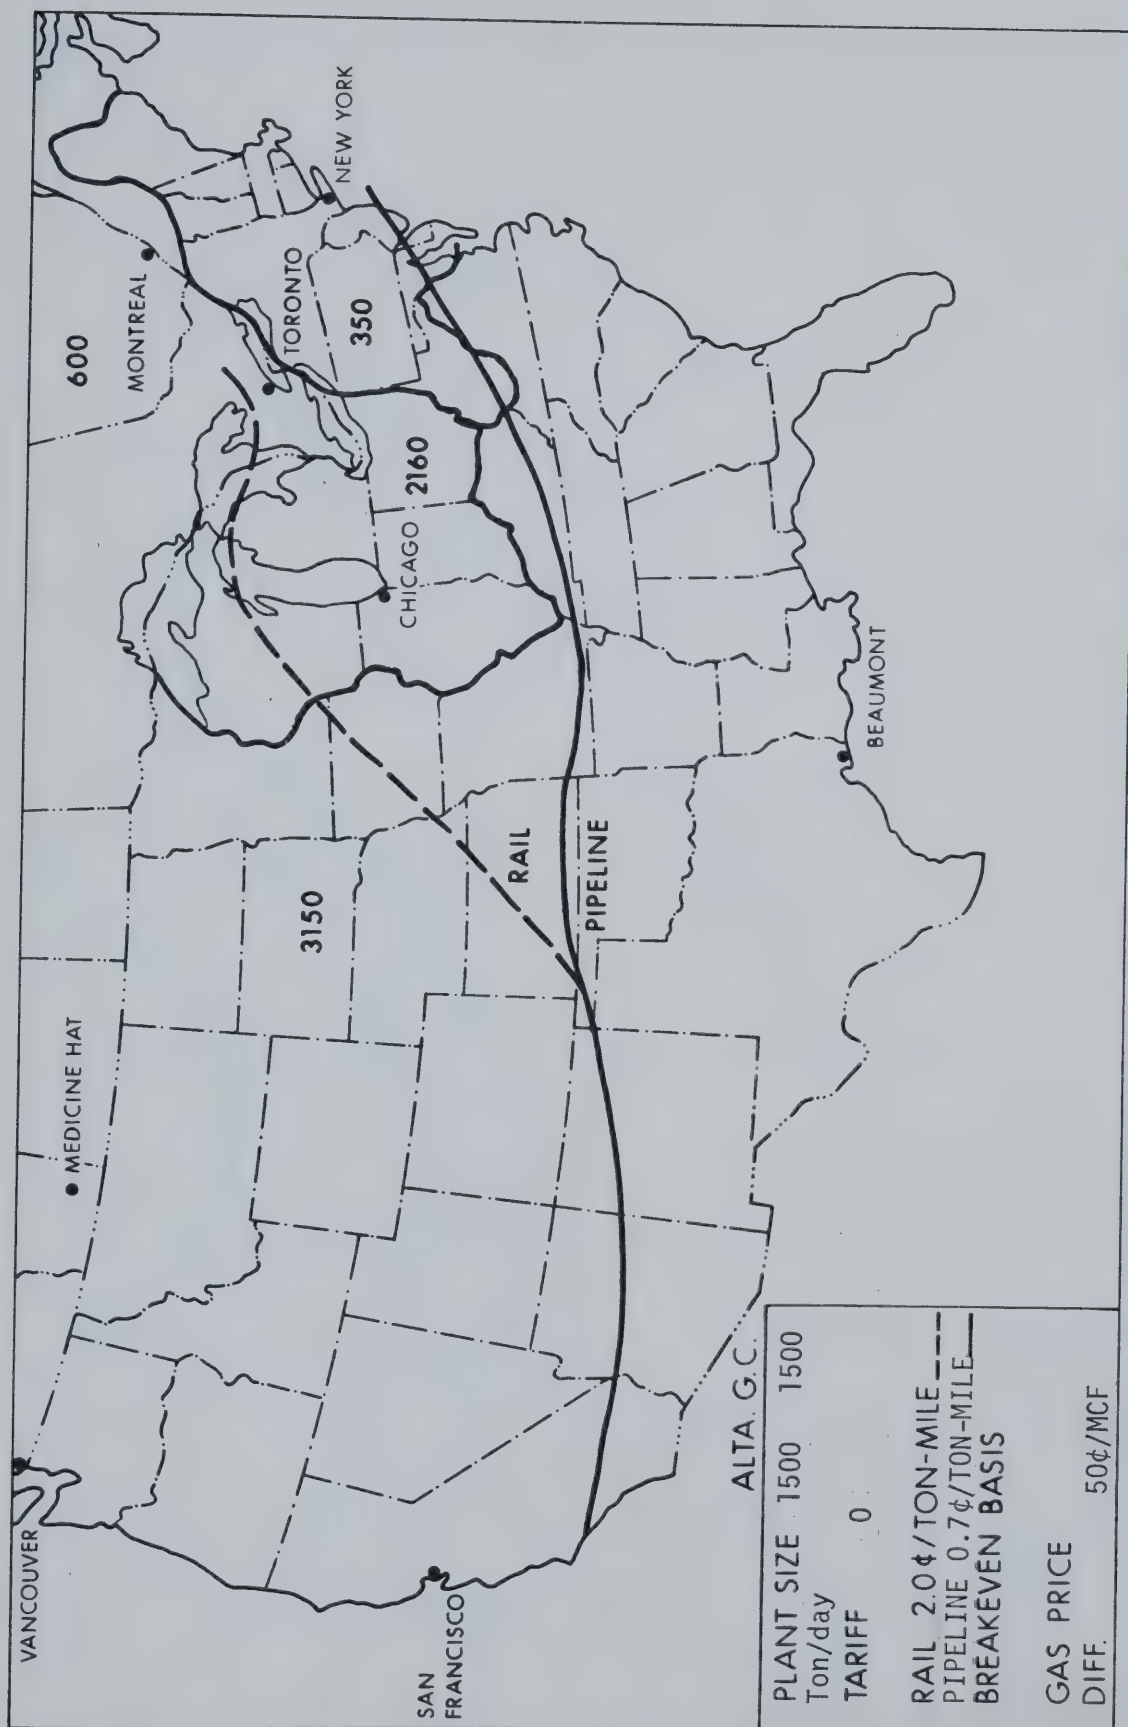 VANCOUVER
MEDICINE HAT
600
MONTREAL
TORONTO
350
NEW YORK
3150
2160
CHICAGO
RAIL
PIPELINE
SAN
FRANCISCO
BEAUMONT
ALTA. G.C.
PLANT SIZE 1500 1500
Ton/day
TARIFF 0
RAIL 2.0¢/TON-MILE
PIPELINE 0.7¢/TON-MILE
BREAKEVEN BASIS
GAS PRICE
DIFF. 50¢/MCF